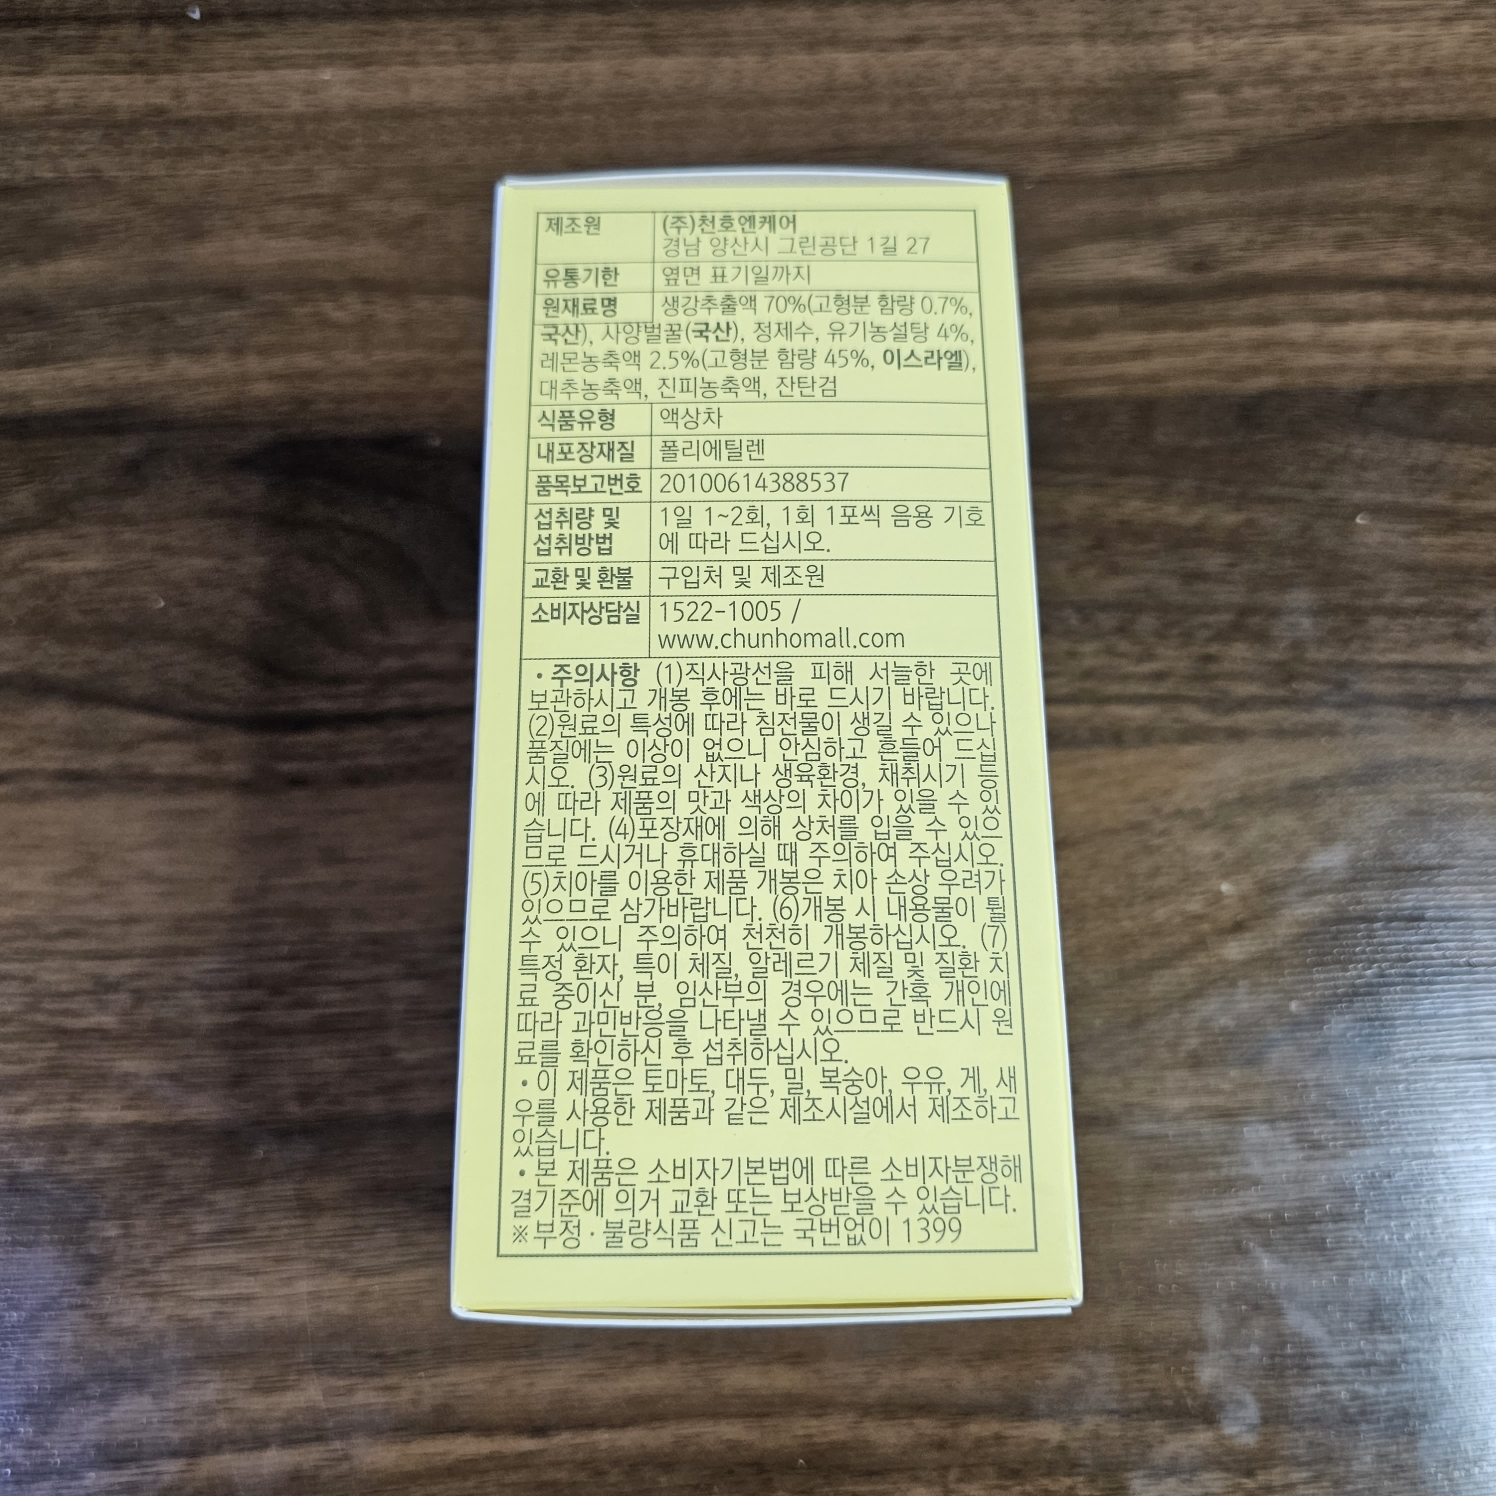 제조원 (주)천호엔케어
경남 양산시 그린공단 1길 27
유통기한 옆면 표기일까지
원재료명 생강추출액 70%(고형분 함량 0.7%,
국산), 사양벌꿀(국산), 정제수, 유기농설탕 4%,
레몬농축액 2.5%(고형분 함량 45%, 이스라엘),
대추농축액, 진피농축액, 잔탄검
식품유형 액상차
내포장재질 폴리에틸렌
품목보고번호 20100614388537
섭취량 및 1일 1~2회, 1회 1포씩 음용 기호
섭취방법 에 따라 드십시오.
교환 및 환불 구입처 및 제조원
소비자상담실 1522-1005 /
www.chunhomall.com
• 주의사항 (1)직사광선을 피해 서늘한 곳에
보관하시고 개봉 후에는 바로 드시기 바랍니다.
(2)원료의 특성에 따라 침전물이 생길 수 있으나
품질에는 이상이 없으니 안심하고 흔들어 드십
시오. (3)원료의 산지나 생육환경, 채취시기 등
에 따라 제품의 맛과 색상의 차이가 있을 수 있
습니다. (4)포장재에 의해 상처를 입을 수 있으
므로 드시거나 휴대하실 때 주의하여 주십시오.
(5)치아를 이용한 제품 개봉은 치아 손상 우려가
있으므로 삼가바랍니다. (6)개봉 시 내용물이 튈
수 있으니 주의하여 천천히 개봉하십시오. (7)
특정 환자, 특이 체질, 알레르기 체질 및 질환 치
료 중이신 분, 임산부의 경우에는 간혹 개인에
따라 과민반응을 나타낼 수 있으므로 반드시 원
료를 확인하신 후 섭취하십시오.
• 이 제품은 토마토, 대두, 밀, 복숭아, 우유, 게, 새
우를 사용한 제품과 같은 제조시설에서 제조하고
있습니다.
• 본 제품은 소비자기본법에 따른 소비자분쟁해
결기준에 의거 교환 또는 보상받을 수 있습니다.
※부정·불량식품 신고는 국번없이 1399